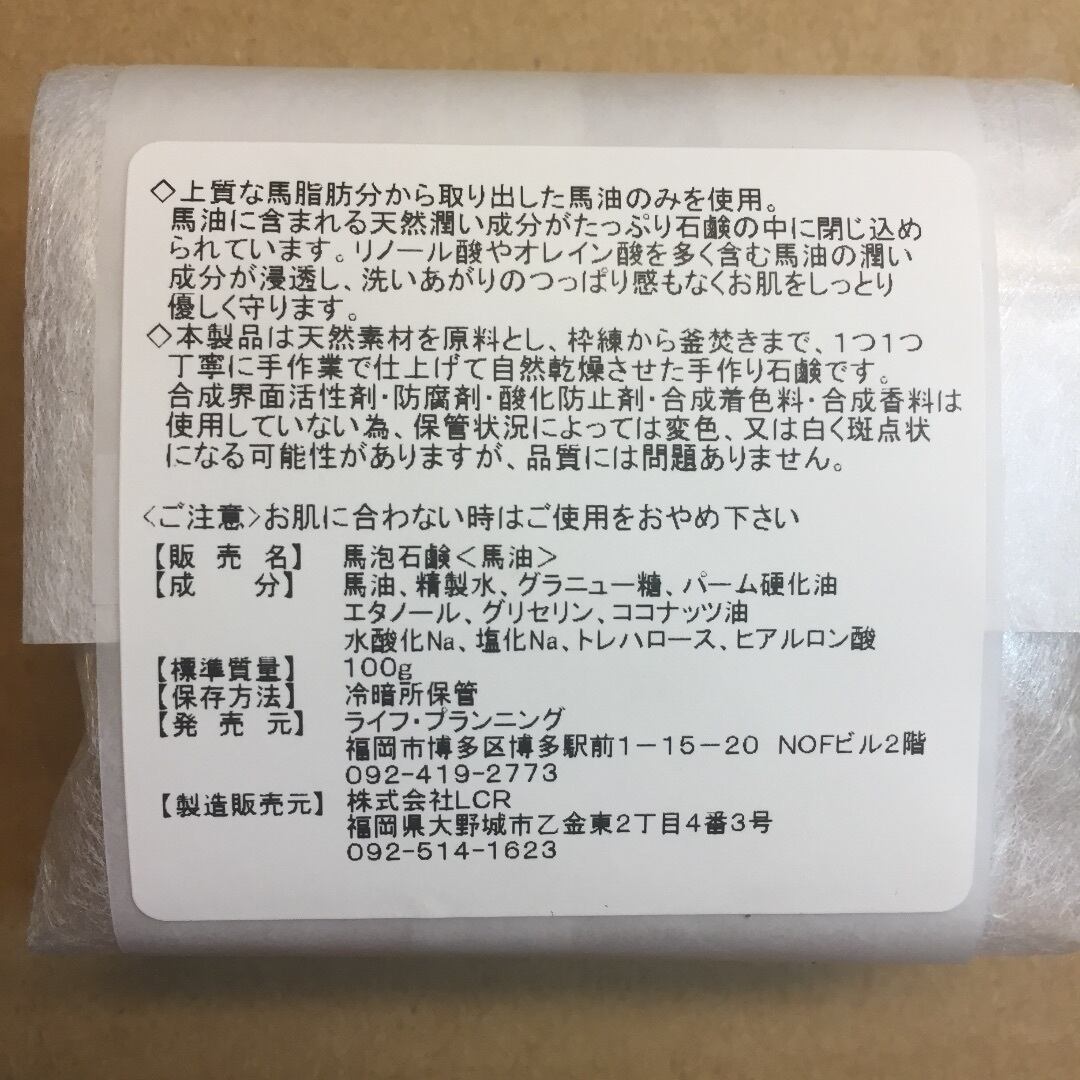 ◇上質な馬脂肪分から取り出した馬油のみを使用。
馬油に含まれる天然潤い成分がたっぷり石鹸の中に閉じ込め
られています。リノール酸やオレイン酸を多く含む馬油の潤い
成分が浸透し、洗いあがりのつっぱり感もなくお肌をしっとり
優しく守ります。
◇本製品は天然素材を原料とし、枠練から釜焚きまで、1つ1つ
丁寧に手作業で仕上げて自然乾燥させた手作り石鹸です。
合成界面活性剤・防腐剤・酸化防止剤・合成着色料・合成香料は
使用していない為、保管状況によっては変色、又は白く斑点状
になる可能性がありますが、品質には問題ありません。
<ご注意>お肌に合わない時はご使用をおやめ下さい
【販売名】 馬泡石鹸<馬油>
【成分】 馬油、精製水、グラニュー糖、パーム硬化油
エタノール、グリセリン、ココナッツ油
水酸化Na、塩化Na、トレハロース、ヒアルロン酸
【標準質量】 100g
【保存方法】 冷暗所保管
【発売元】 ライフ・プランニング
福岡市博多区博多駅前1-15-20 NOFビル2階
092-419-2773
【製造販売元】 株式会社LCR
福岡県大野城市乙金東2丁目4番3号
092-514-1623